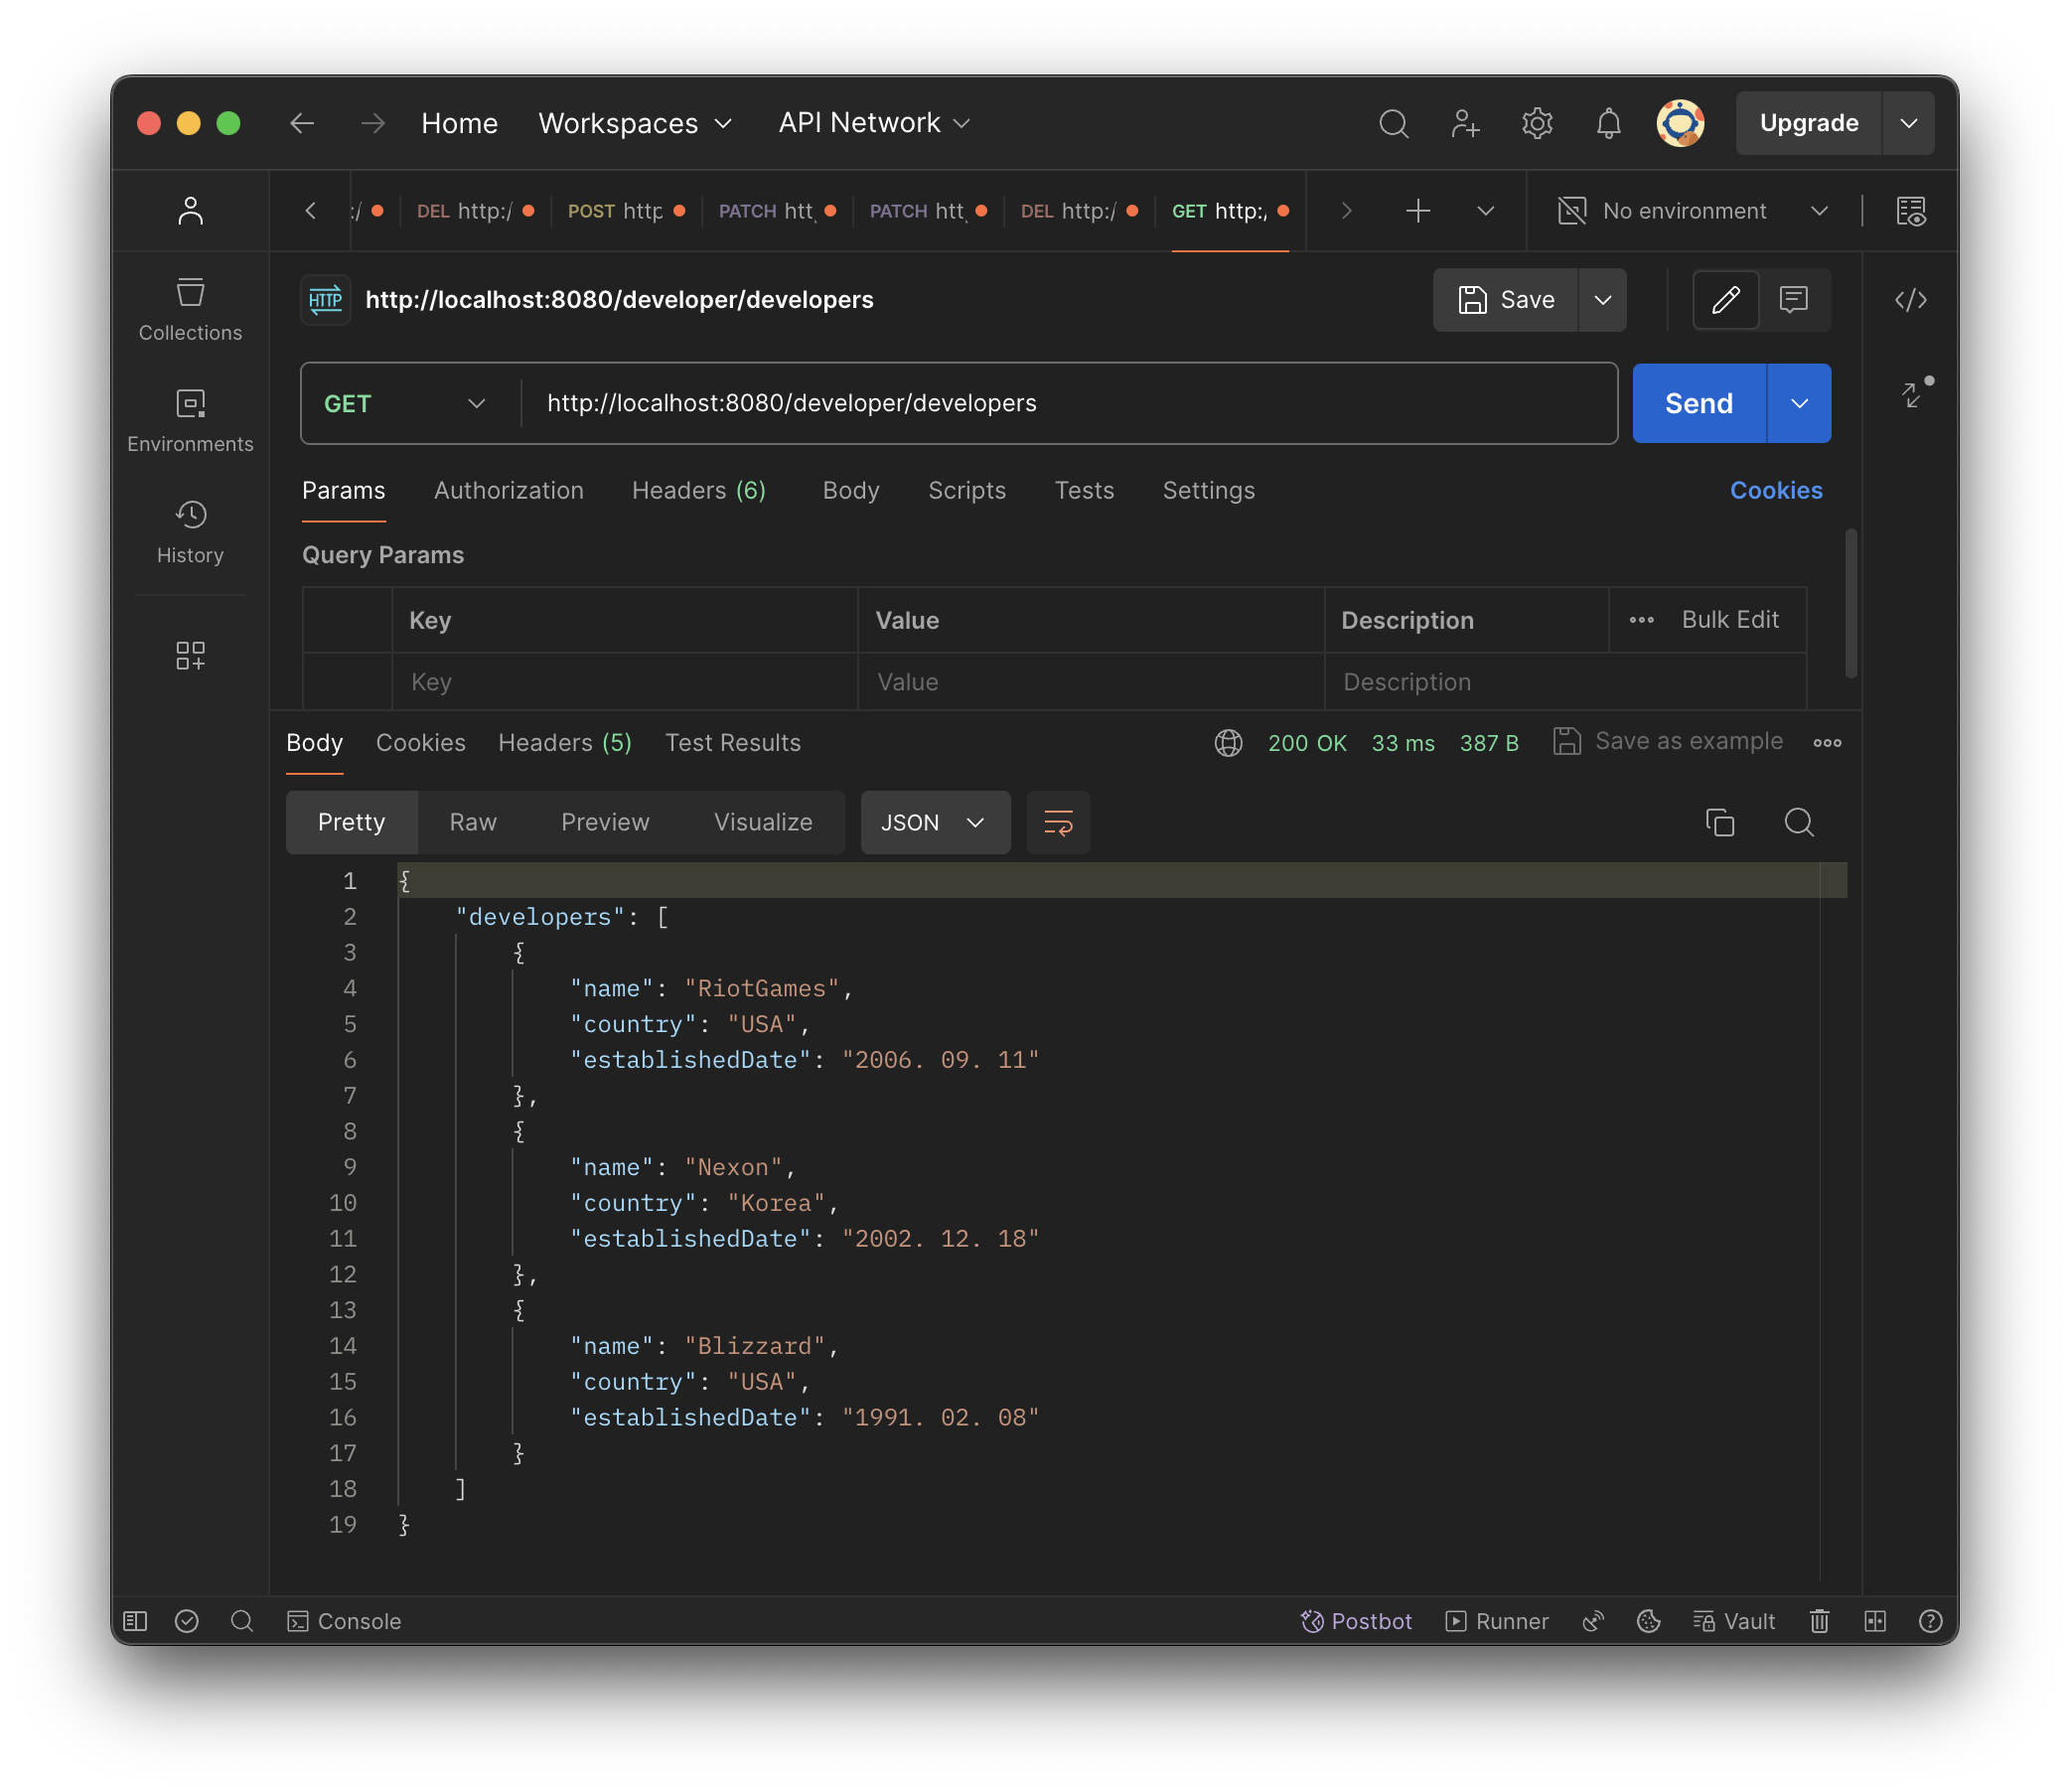 Home Workspaces API Network Upgrade
:/ DEL http:/ POST http PATCH htt, PATCH htt, DEL http:/ GET http:, No environment
HTTP http://localhost:8080/developer/developers Save
GET http://localhost:8080/developer/developers Send
Collections
Environments
History
Params Authorization Headers (6) Body Scripts Tests Settings Cookies
Query Params
Key Value Description Bulk Edit
Key Value Description
Body Cookies Headers (5) Test Results 200 OK 33 ms 387 B Save as example
Pretty Raw Preview Visualize JSON
1 {
2 "developers": [
3 {
4 "name": "RiotGames",
5 "country": "USA",
6 "establishedDate": "2006. 09. 11"
7 },
8 {
9 "name": "Nexon",
10 "country": "Korea",
11 "establishedDate": "2002. 12. 18"
12 },
13 {
14 "name": "Blizzard",
15 "country": "USA",
16 "establishedDate": "1991. 02. 08"
17 }
18 ]
19 }
Console Postbot Runner Vault